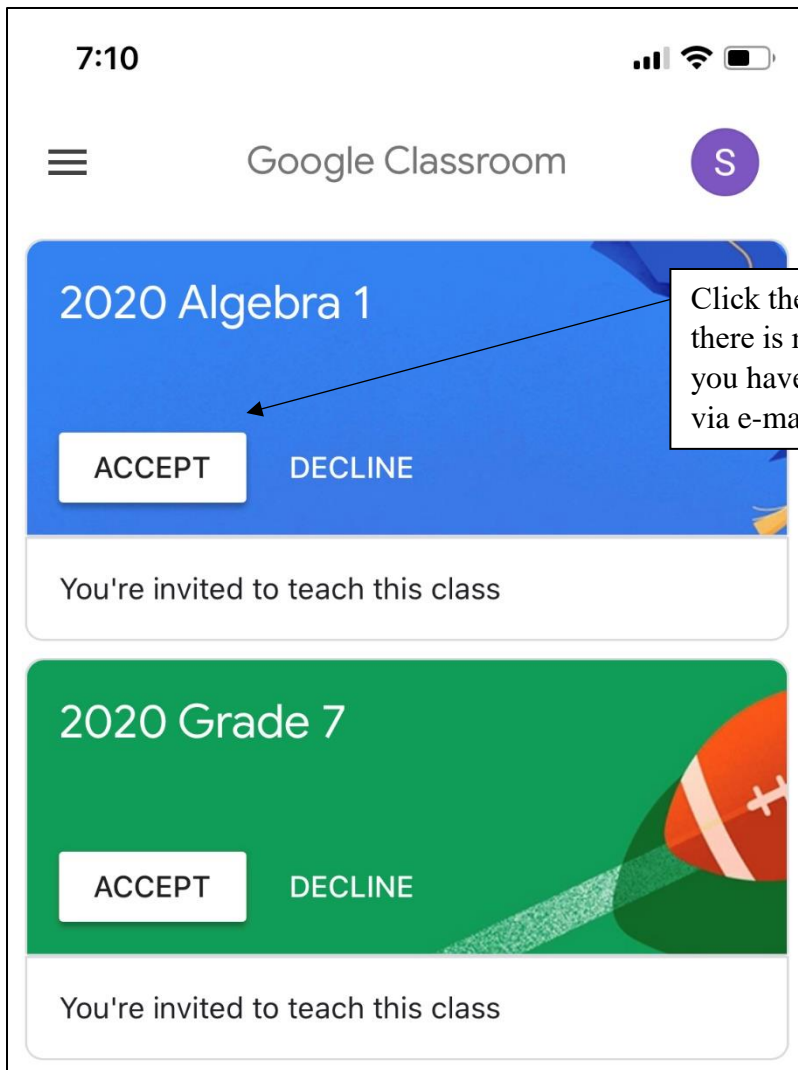 7:10
Google Classroom
S
2020 Algebra 1
Click the
there is
you have
via e-ma
ACCEPT DECLINE
You're invited to teach this class
2020 Grade 7
ACCEPT DECLINE
You're invited to teach this class